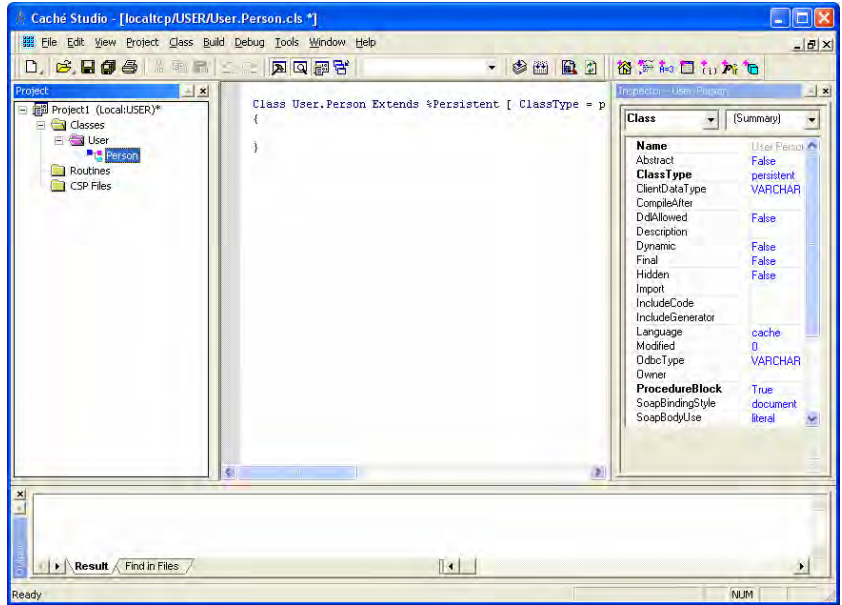 Caché Studio - [localtcp/USER/User.Person.cls *]
File Edit View Project Class Build Debug Tools Window Help
Project
Project1 (Local:USER)*
Classes
User
Person
Routines
CSP Files
Class User.Person Extends %Persistent [ ClassType = p
{
}
Inspector - User.Person
Class (Summary)
Name User.Person
Abstract False
ClassType persistent
ClientDataType VARCHAR
CompileAfter
DdlAllowed False
Description
Dynamic False
Final False
Hidden False
Import
IncludeCode
IncludeGenerator
Language cache
Modified 0
OdbcType VARCHAR
Owner
ProcedureBlock True
SoapBindingStyle document
SoapBodyUse literal
Output
Result Find in Files
Ready NUM